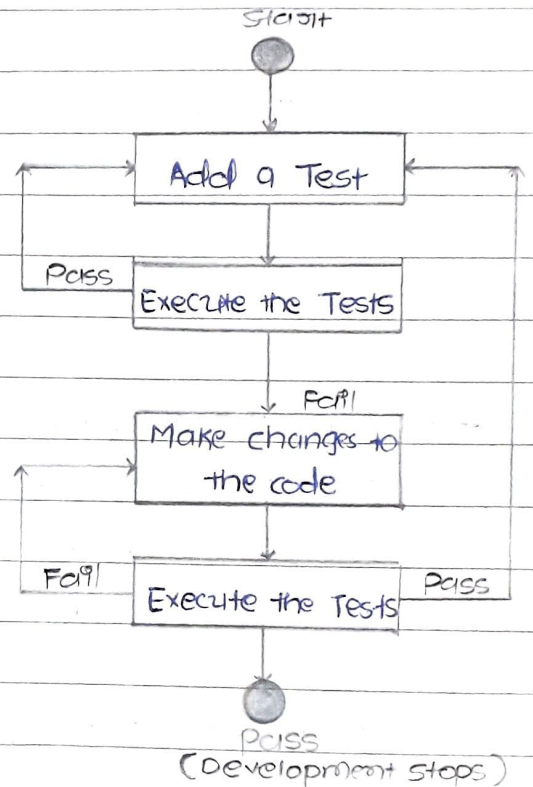 Start
Add a Test
Pass
Execute the Tests
Fail
Make changes to
the code
Fail
Execute the Tests
Pass
Pass
(Development stops)